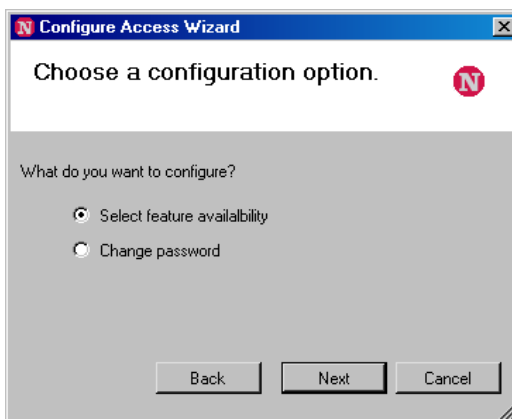 N Configure Access Wizard
Choose a configuration option.
N
What do you want to configure?
Select feature availalbility
Change password
Back Next Cancel